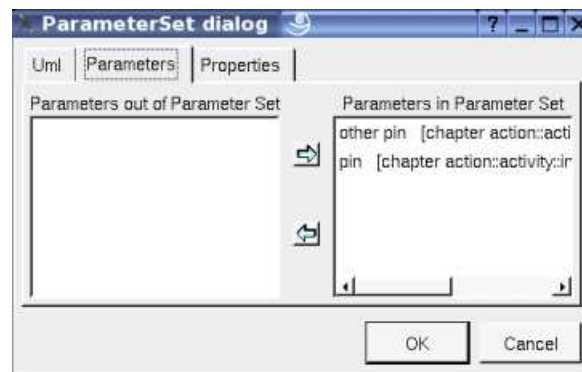 ParameterSet dialog
?
Uml Parameters Properties
Parameters out of Parameter Set
Parameters in Parameter Set
other pin [chapter action::acti
pin [chapter action::activity::ir
OK Cancel